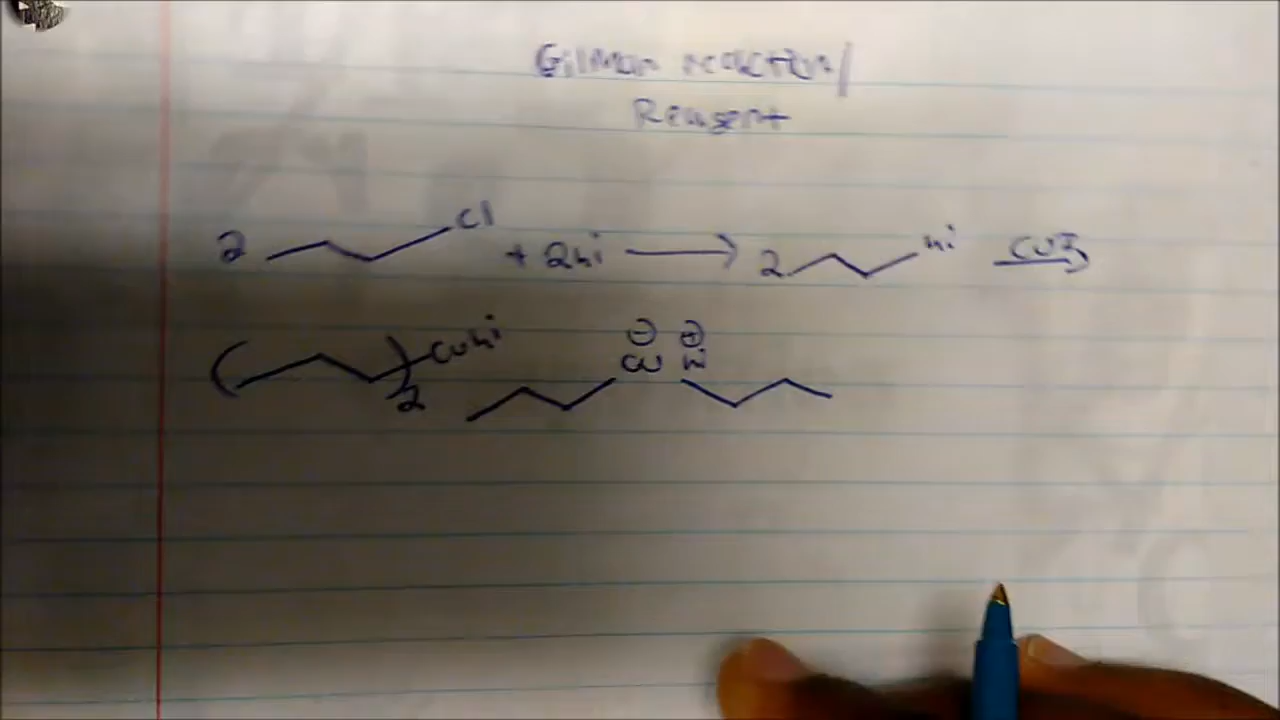 Gilman reaction/
Reagent
2 Cl + 2Li → 2 Li CuI →
( )2 CuLi ⊖ ⊕
Cu Li